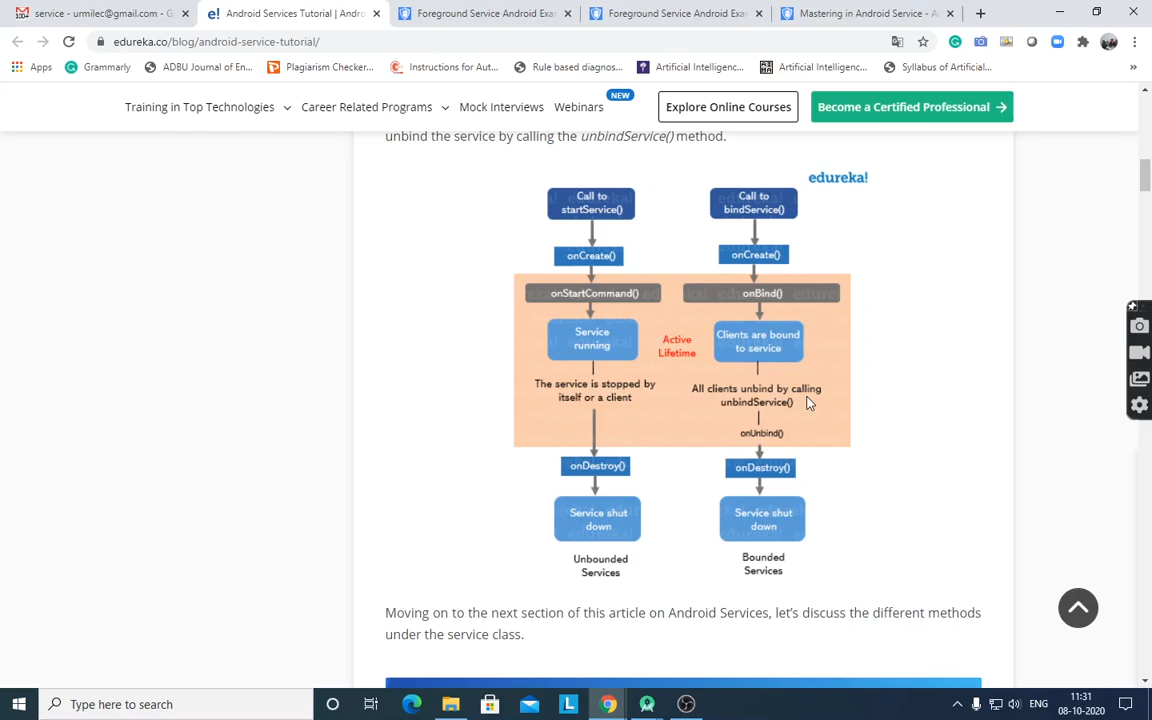 service - urmilec@gmail.com - G
Android Services Tutorial | Andro
Foreground Service Android Exa
Foreground Service Android Exa
Mastering in Android Service - A
edureka.co/blog/android-service-tutorial/
Apps
Grammarly
ADBU Journal of En...
Plagiarism Checker...
Instructions for Aut...
Rule based diagnos...
Artificial Intelligenc...
Artificial Intelligenc...
Syllabus of Artificial...
»
Training in Top Technologies
Career Related Programs
Mock Interviews
Webinars
NEW
Explore Online Courses
Become a Certified Professional →
unbind the service by calling the unbindService() method.
edureka!
Call to
startService()
onCreate()
onStartCommand()
Service
running
The service is stopped by
itself or a client
onDestroy()
Service shut
down
Unbounded
Services
Active
Lifetime
Call to
bindService()
onCreate()
onBind()
Clients are bound
to service
All clients unbind by calling
unbindService()
onUnbind()
onDestroy()
Service shut
down
Bounded
Services
Moving on to the next section of this article on Android Services, let's discuss the different methods
under the service class.
Type here to search
ENG
11:31
08-10-2020